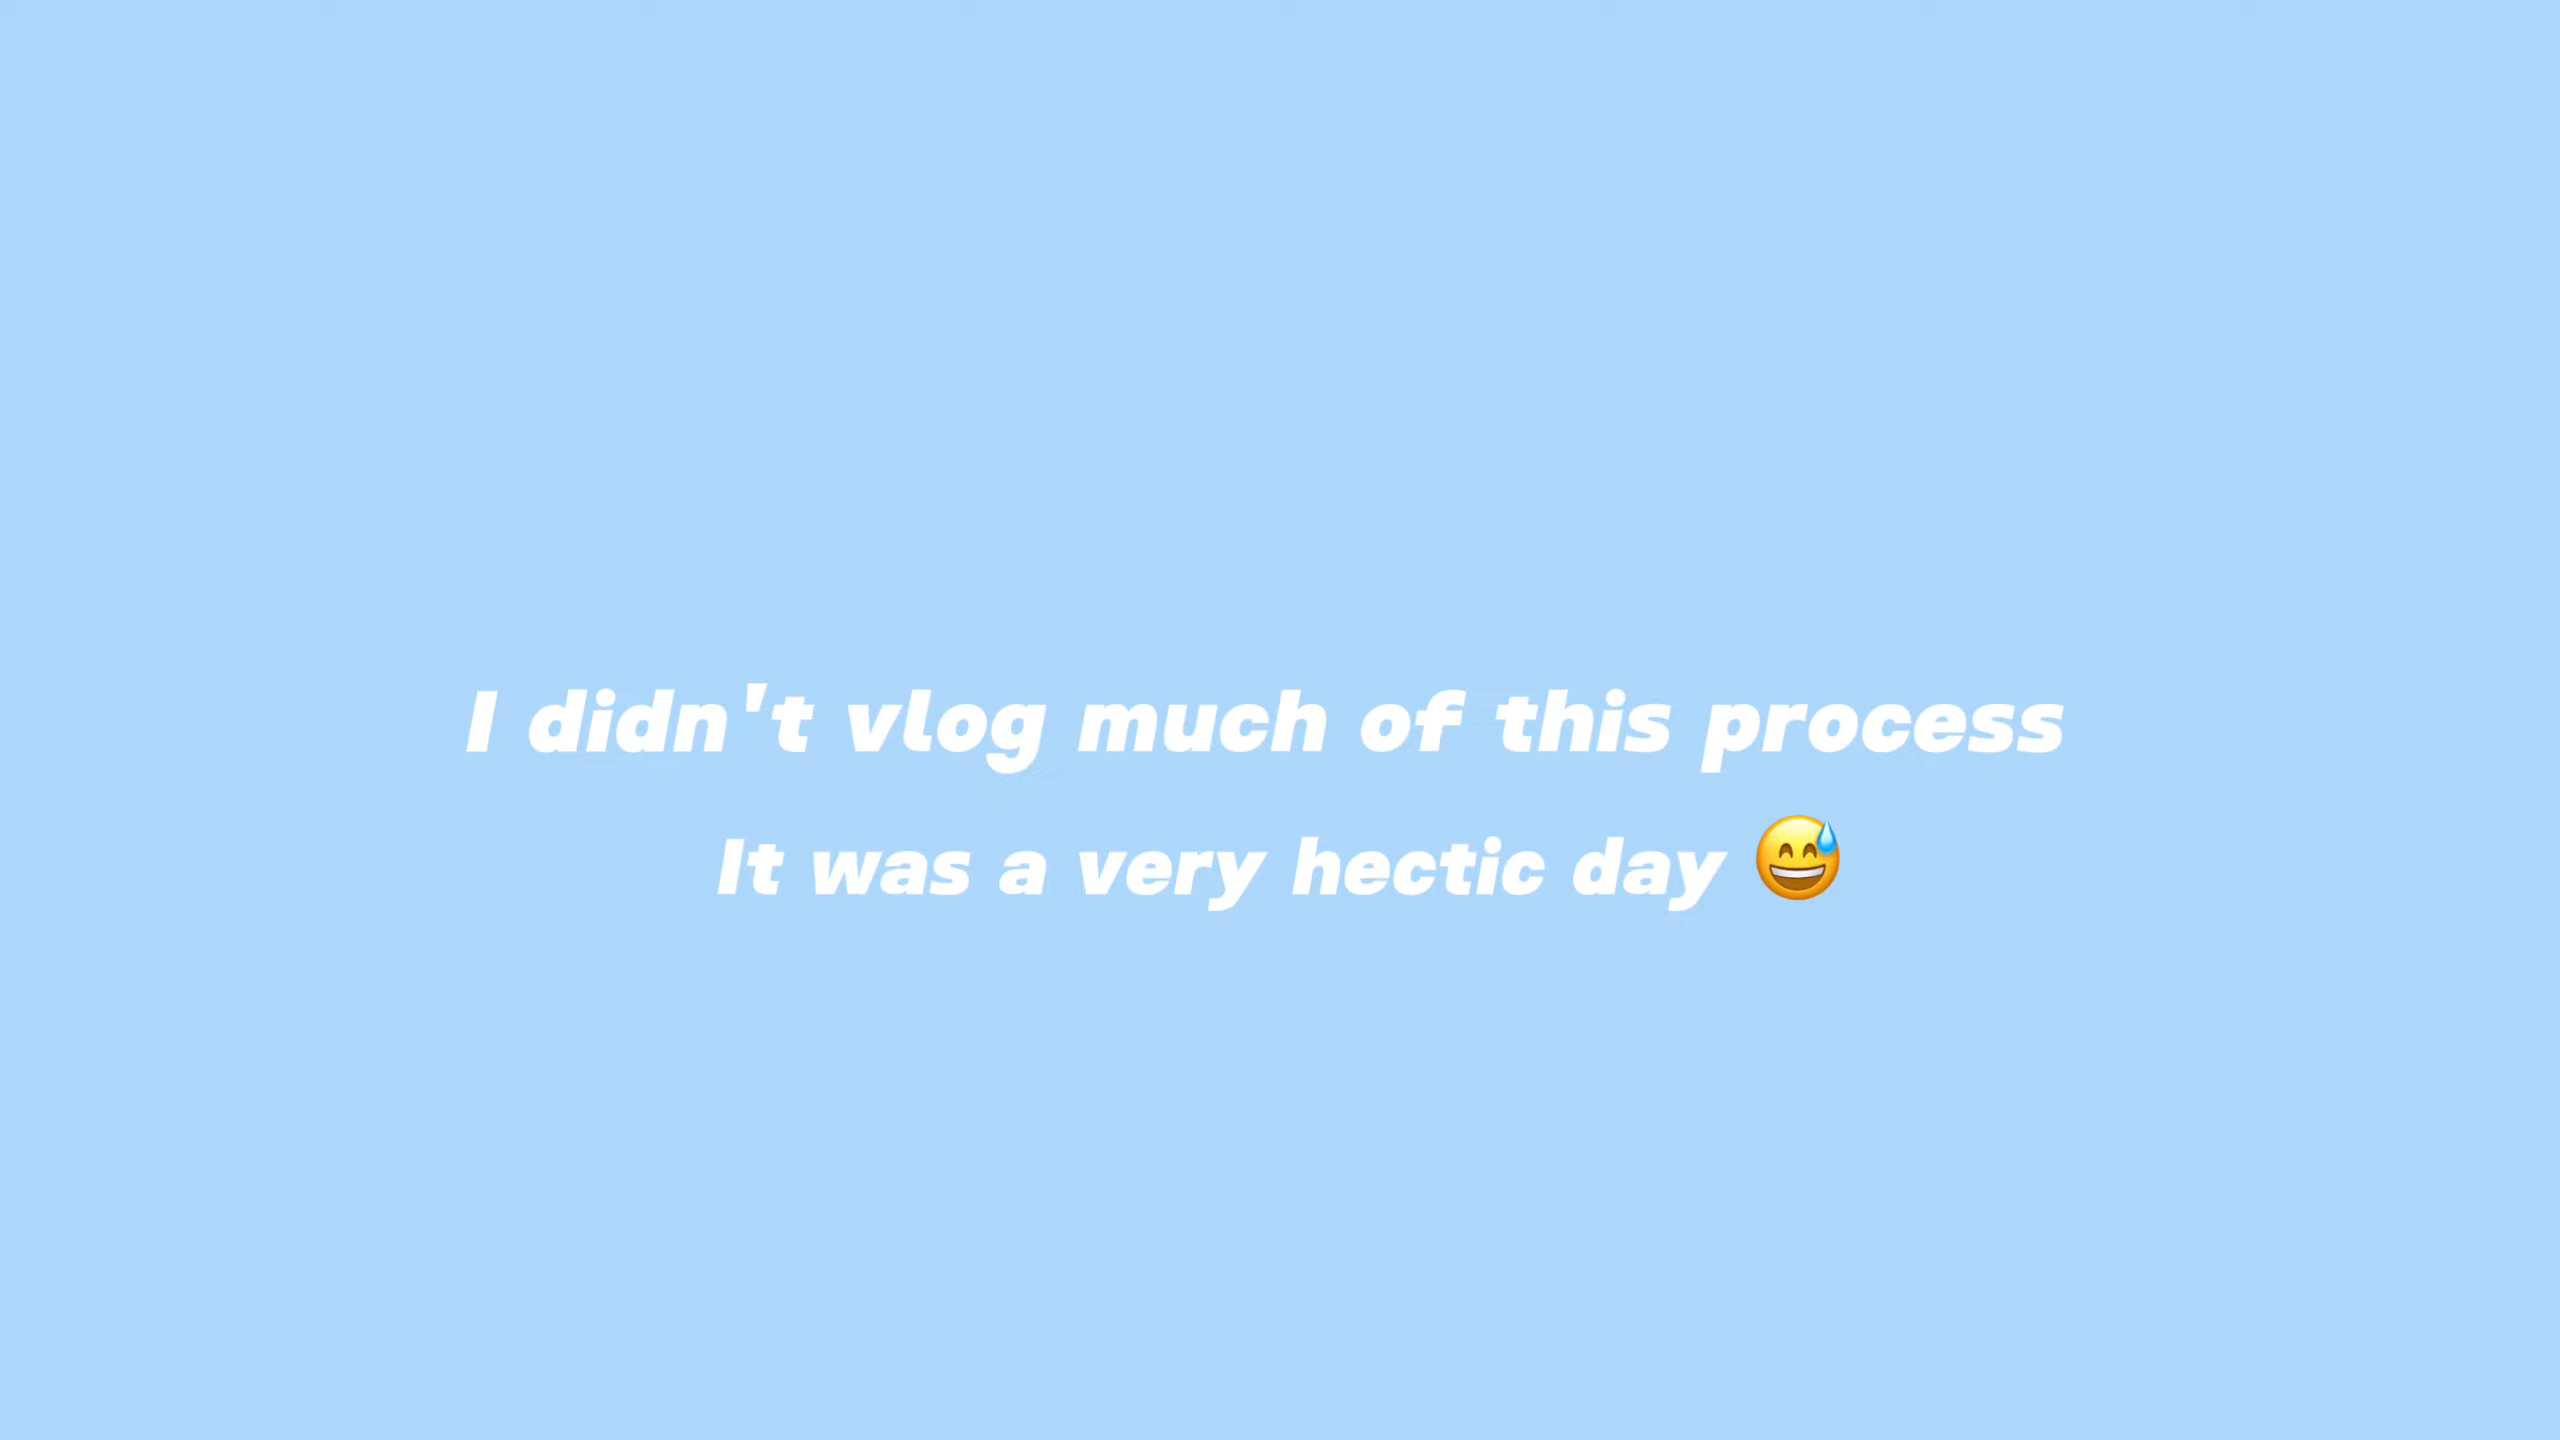 I didn't vlog much of this process
It was a very hectic day 😅